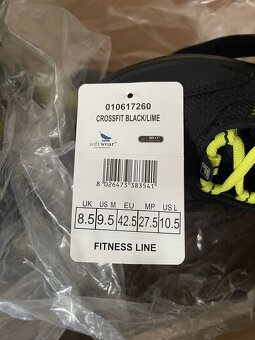 010617260
CROSSFIT BLACK/LIME
softwear™
8 026473 383541
UK US M EU MP US L
8.5 9.5 42.5 27.5 10.5
FITNESS LINE